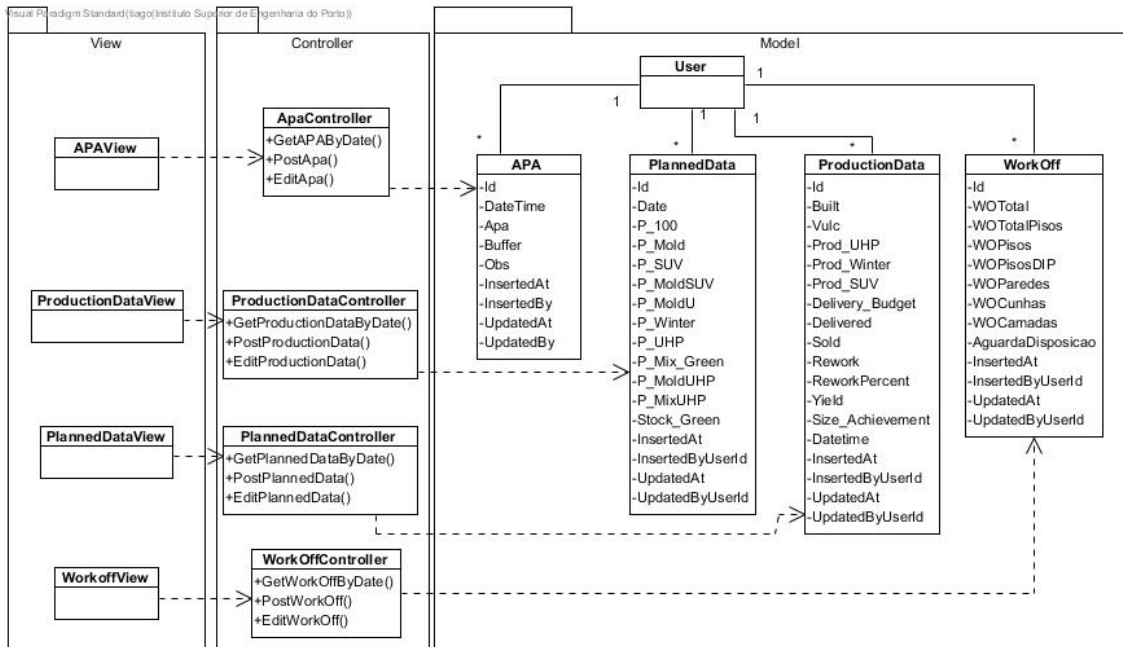 Visual Paradigm Standard(tiago(Instituto Superior de Engenharia do Porto))
View
Controller
Model
User
1
1
1
1
*
*
*
*
APAView
ApaController
+GetAPAByDate()
+PostApa()
+EditApa()
APA
-Id
-DateTime
-Apa
-Buffer
-Obs
-InsertedAt
-InsertedBy
-UpdatedAt
-UpdatedBy
PlannedData
-Id
-Date
-P_100
-P_Mold
-P_SUV
-P_MoldSUV
-P_MoldU
-P_Winter
-P_UHP
-P_Mix_Green
-P_MoldUHP
-P_MixUHP
-Stock_Green
-InsertedAt
-InsertedByUserId
-UpdatedAt
-UpdatedByUserId
ProductionData
-Id
-Built
-Vulc
-Prod_UHP
-Prod_Winter
-Prod_SUV
-Delivery_Budget
-Delivered
-Sold
-Rework
-ReworkPercent
-Yield
-Size_Achievement
-Datetime
-InsertedAt
-InsertedByUserId
-UpdatedAt
-UpdatedByUserId
WorkOff
-Id
-WOTotal
-WOTotalPisos
-WOPisos
-WOPisosDIP
-WOParedes
-WOCunhas
-WOCamadas
-AguardaDisposicao
-InsertedAt
-InsertedByUserId
-UpdatedAt
-UpdatedByUserId
ProductionDataView
ProductionDataController
+GetProductionDataByDate()
+PostProductionData()
+EditProductionData()
PlannedDataView
PlannedDataController
+GetPlannedDataByDate()
+PostPlannedData()
+EditPlannedData()
WorkoffView
WorkOffController
+GetWorkOffByDate()
+PostWorkOff()
+EditWorkOff()